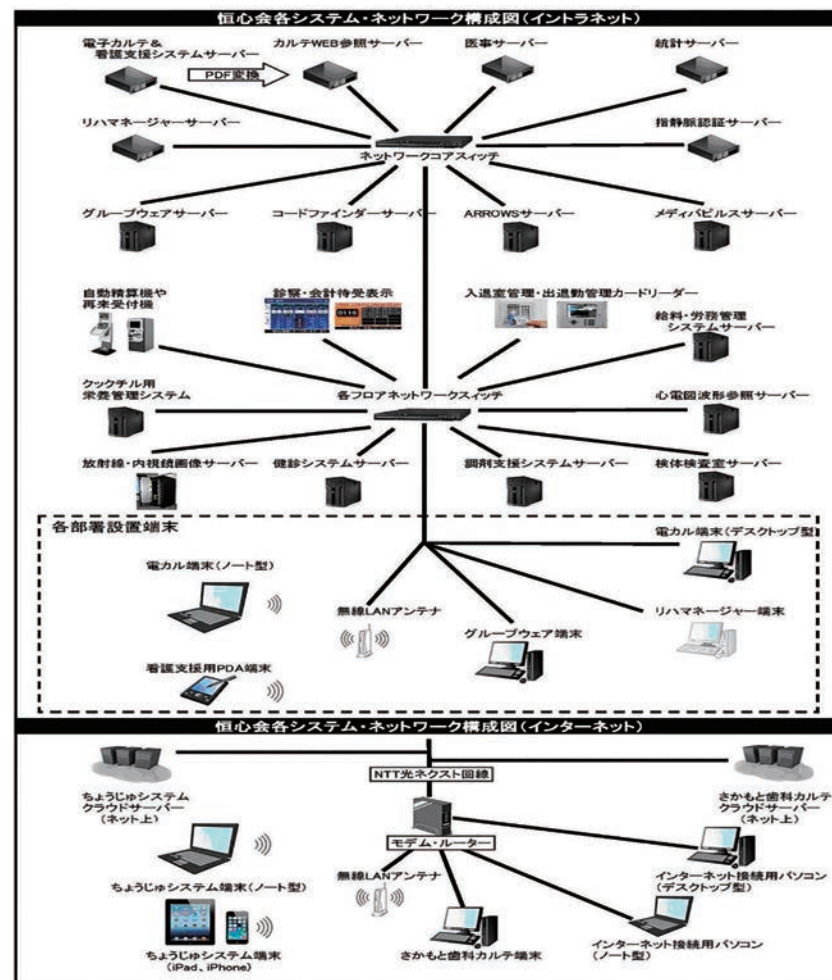 恒心会各システム・ネットワーク構成図(イントラネット)
電子カルテ&
看護支援システムサーバー
PDF変換
カルテWEB参照サーバー
医事サーバー
統計サーバー
リハマネージャーサーバー
ネットワークコアスイッチ
指静脈認証サーバー
グループウェアサーバー
コードファインダーサーバー
ARROWSサーバー
メディパピルスサーバー
自動精算機や
再来受付機
診察・会計待受表示
0116
入退室管理・出退勤管理カードリーダー
給料・労務管理
システムサーバー
クックチル用
栄養管理システム
各フロアネットワークスィッチ
心電図波形参照サーバー
放射線・内視鏡画像サーバー
健診システムサーバー
調剤支援システムサーバー
検体検査室サーバー
各部署設置端末
電カル端末(デスクトップ型)
電カル端末(ノート型)
無線LANアンテナ
グループウェア端末
リハマネージャー端末
看護支援用PDA端末
恒心会各システム・ネットワーク構成図(インターネット)
NTT光ネクスト回線
ちょうじゅシステム
クラウドサーバー
(ネット上)
さかもと歯科カルテ
クラウドサーバー
(ネット上)
モデム・ルーター
ちょうじゅシステム端末(ノート型)
無線LANアンテナ
インターネット接続用パソコン
(デスクトップ型)
ちょうじゅシステム端末
(iPad、iPhone)
さかもと歯科カルテ端末
インターネット接続用パソコン
(ノート型)